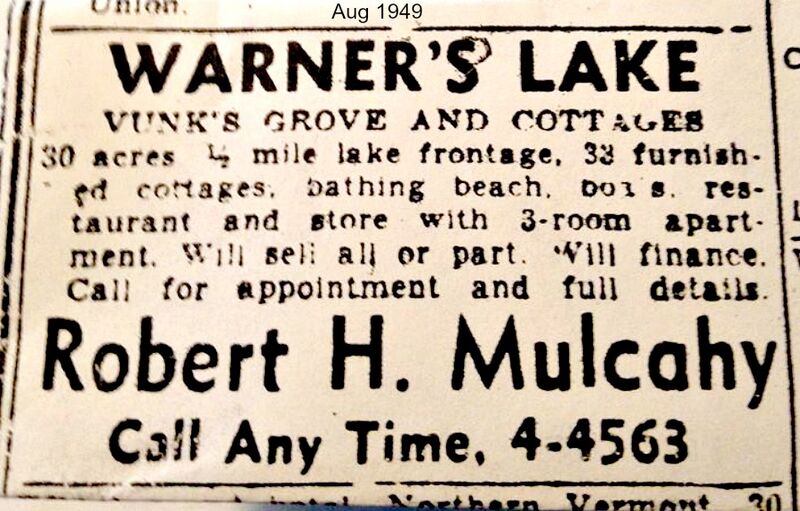 Union.
Aug 1949
WARNER'S LAKE
VUNK'S GROVE AND COTTAGES
30 acres ½ mile lake frontage, 33 furnish-
ed cottages, bathing beach, boats, res-
taurant and store with 3-room apart-
ment. Will sell all or part. Will finance.
Call for appointment and full details.
Robert H. Mulcahy
Call Any Time, 4-4563
Northern Vermont 30